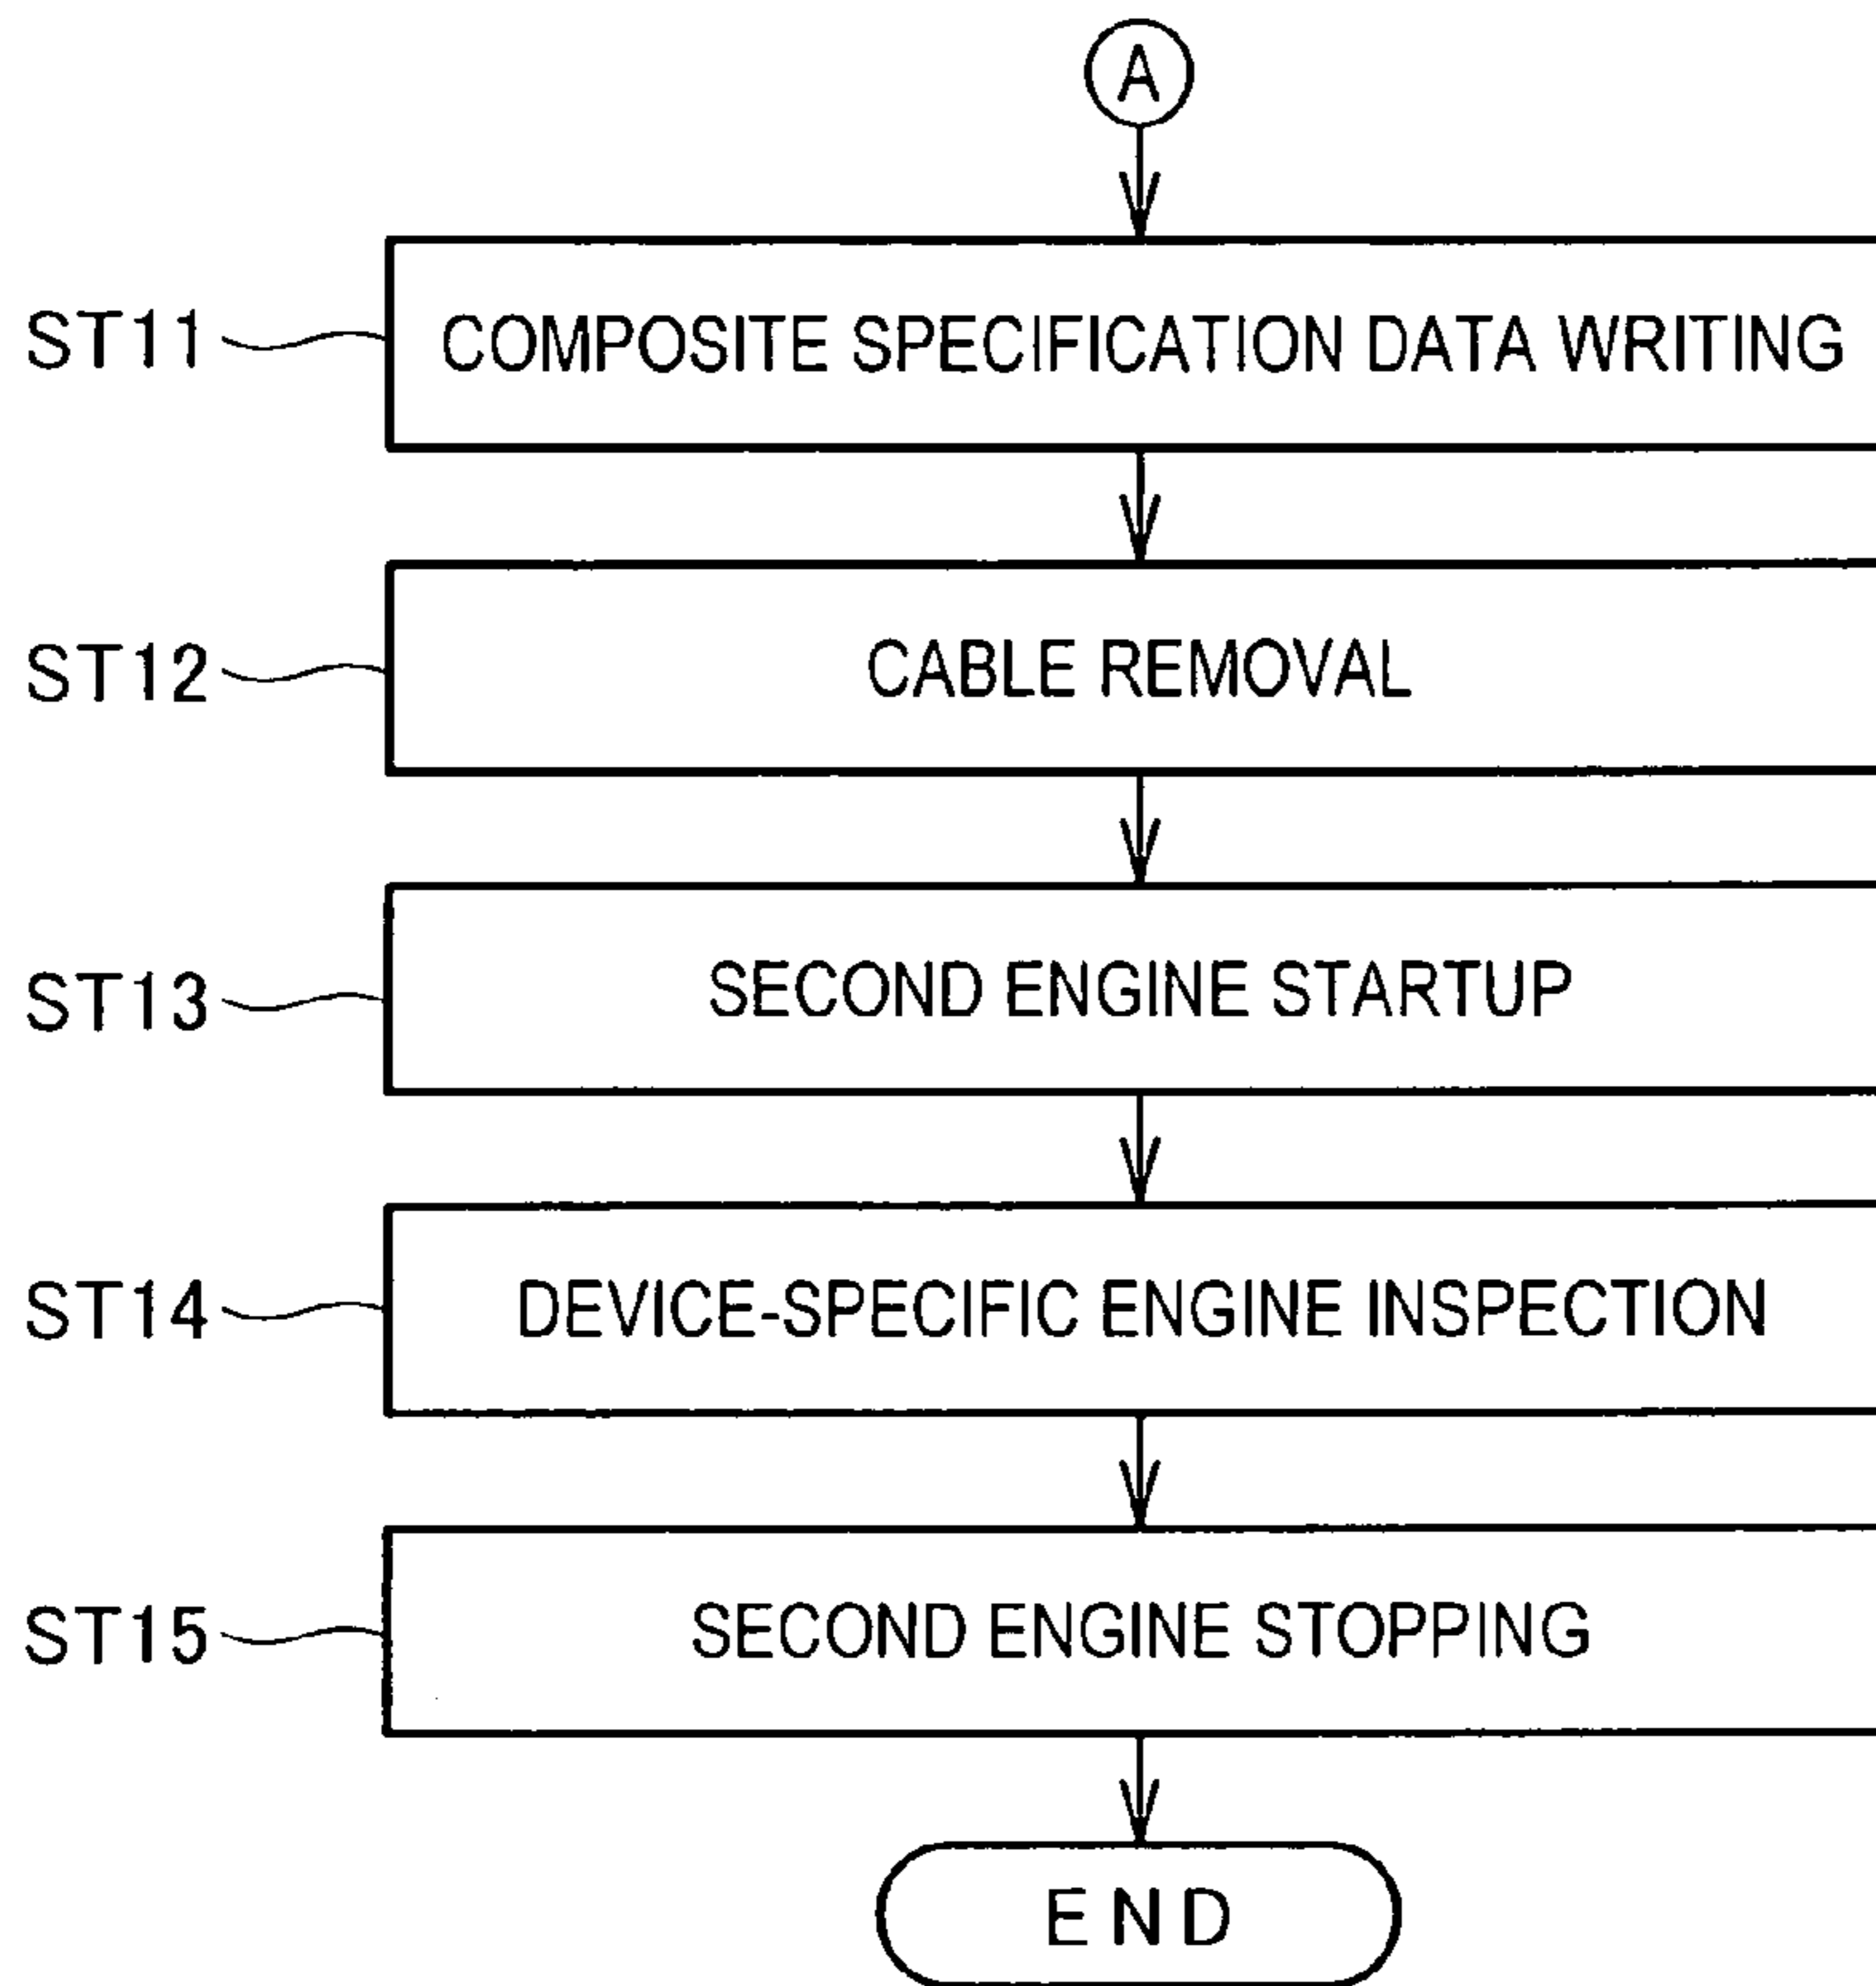 A
ST11 COMPOSITE SPECIFICATION DATA WRITING
ST12 CABLE REMOVAL
ST13 SECOND ENGINE STARTUP
ST14 DEVICE-SPECIFIC ENGINE INSPECTION
ST15 SECOND ENGINE STOPPING
END